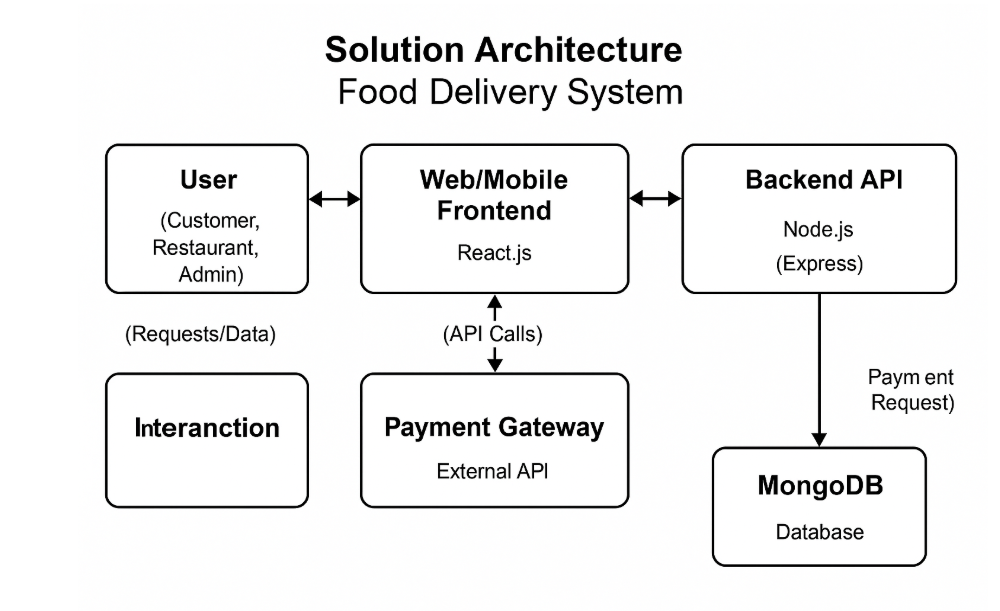 Solution Architecture
Food Delivery System
User
(Customer,
Restaurant,
Admin)
Web/Mobile
Frontend
React.js
Backend API
Node.js
(Express)
(Requests/Data)
(API Calls)
Interanction
Payment Gateway
External API
Paym ent
Request)
MongoDB
Database